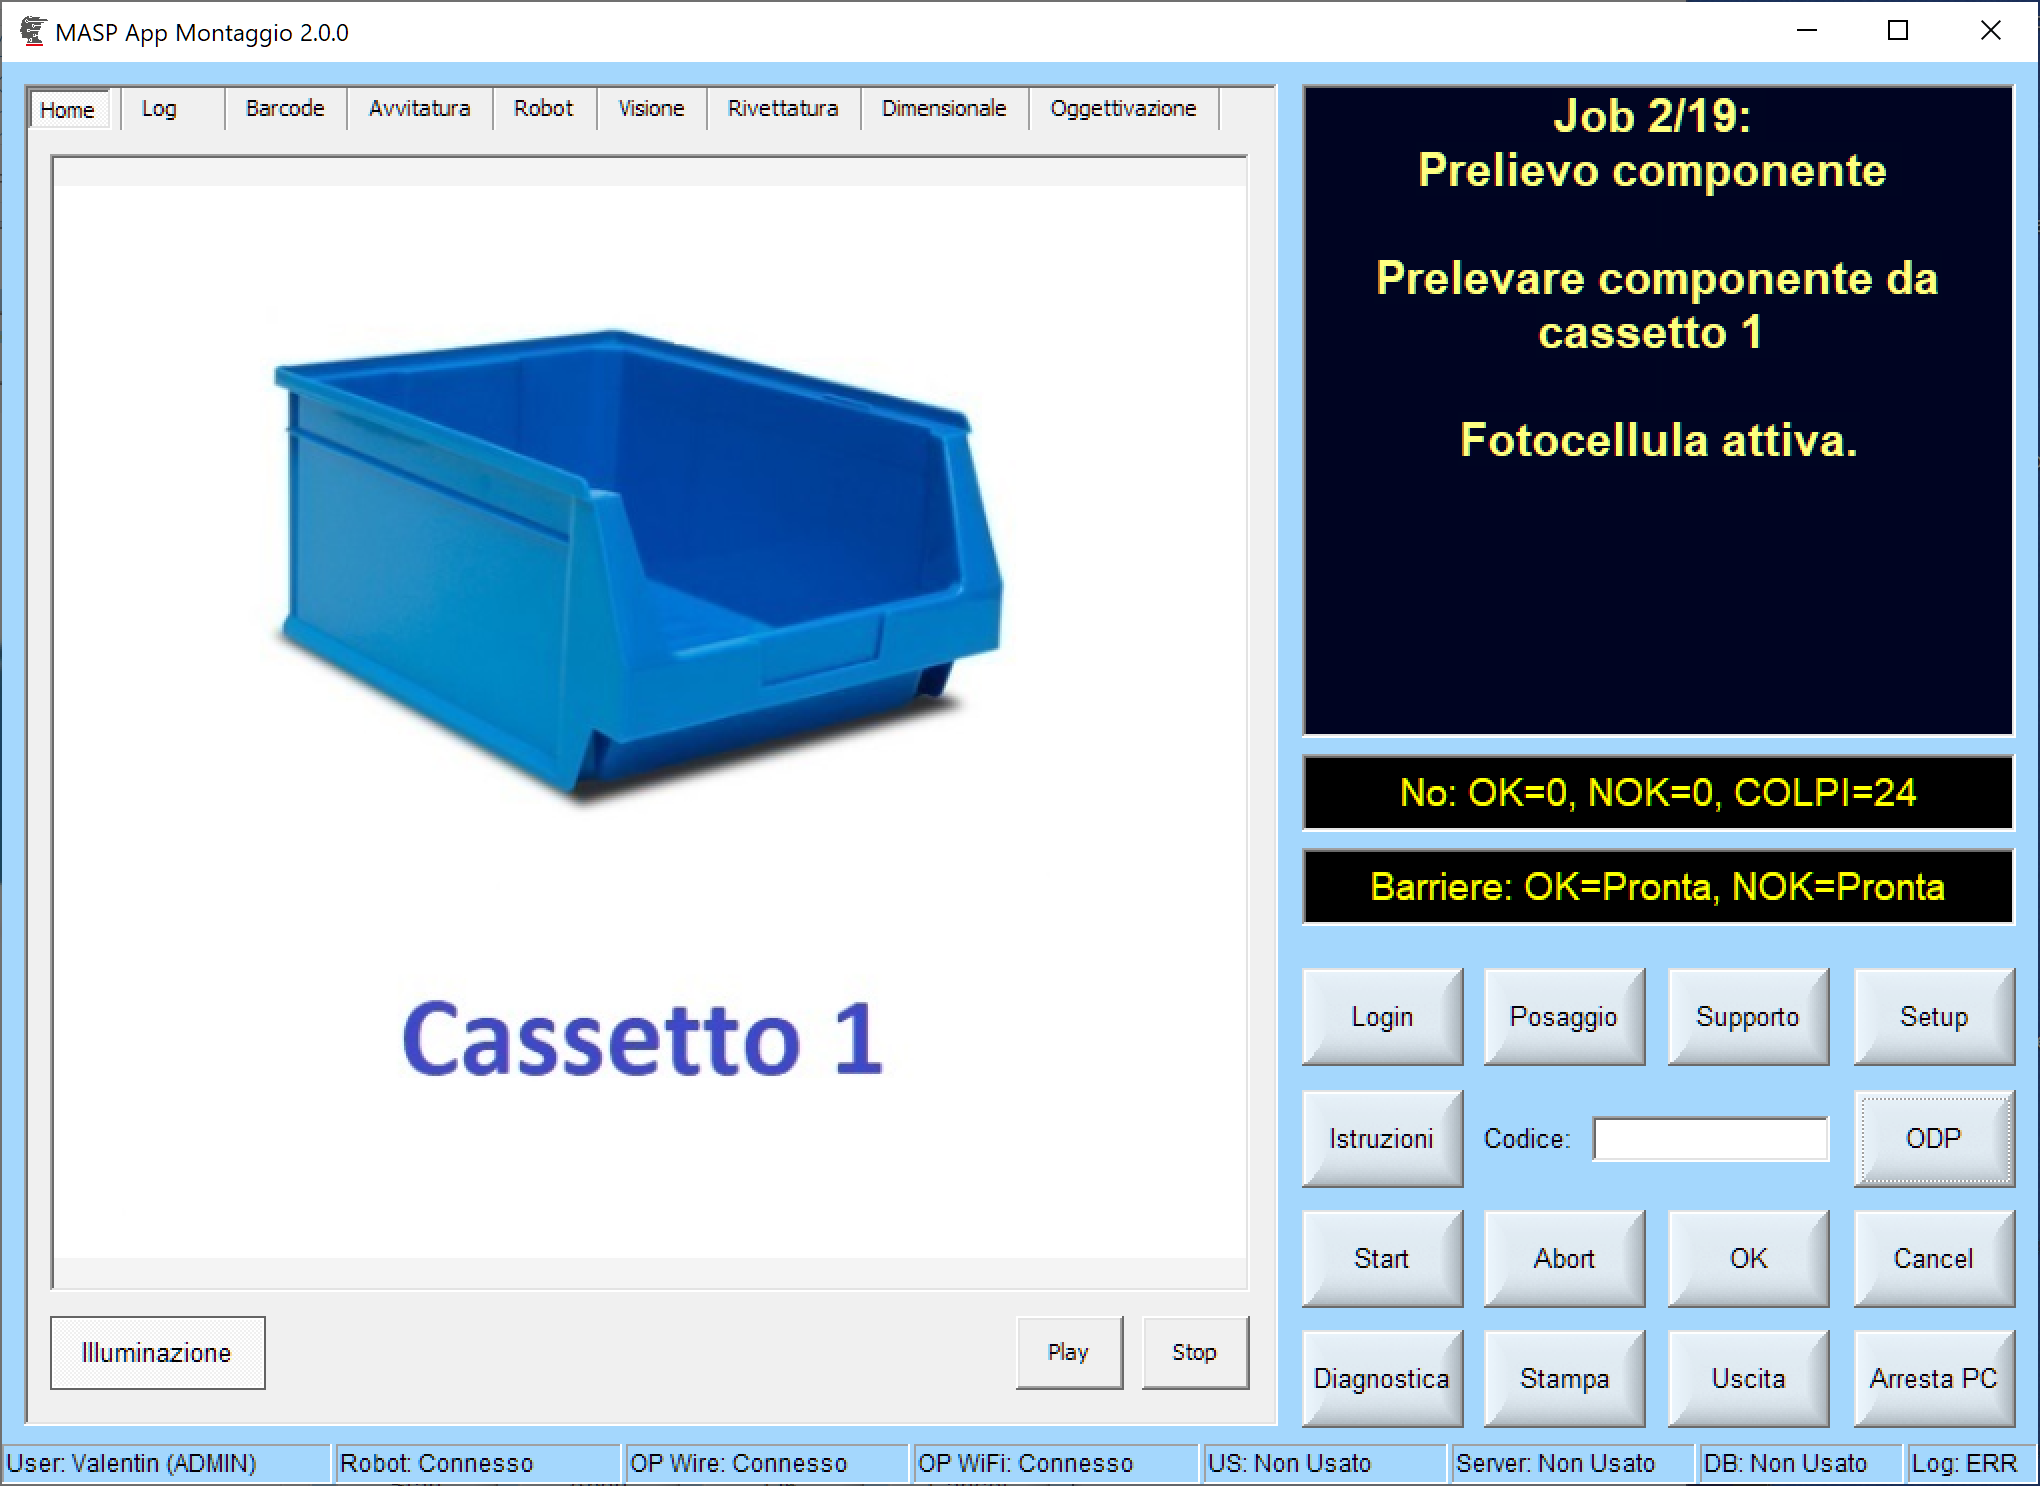 MASP App Montaggio 2.0.0
Home
Log
Barcode
Avvitatura
Robot
Visione
Rivettatura
Dimensionale
Oggettivazione
Cassetto 1
Illuminazione
Play
Stop
Job 2/19:
Prelievo componente
Prelevare componente da
cassetto 1
Fotocellula attiva.
No: OK=0, NOK=0, COLPI=24
Barriere: OK=Pronta, NOK=Pronta
Login
Posaggio
Supporto
Setup
Istruzioni
Codice:
ODP
Start
Abort
OK
Cancel
Diagnostica
Stampa
Uscita
Arresta PC
User: Valentin (ADMIN)
Robot: Connesso
OP Wire: Connesso
OP WiFi: Connesso
US: Non Usato
Server: Non Usato
DB: Non Usato
Log: ERR